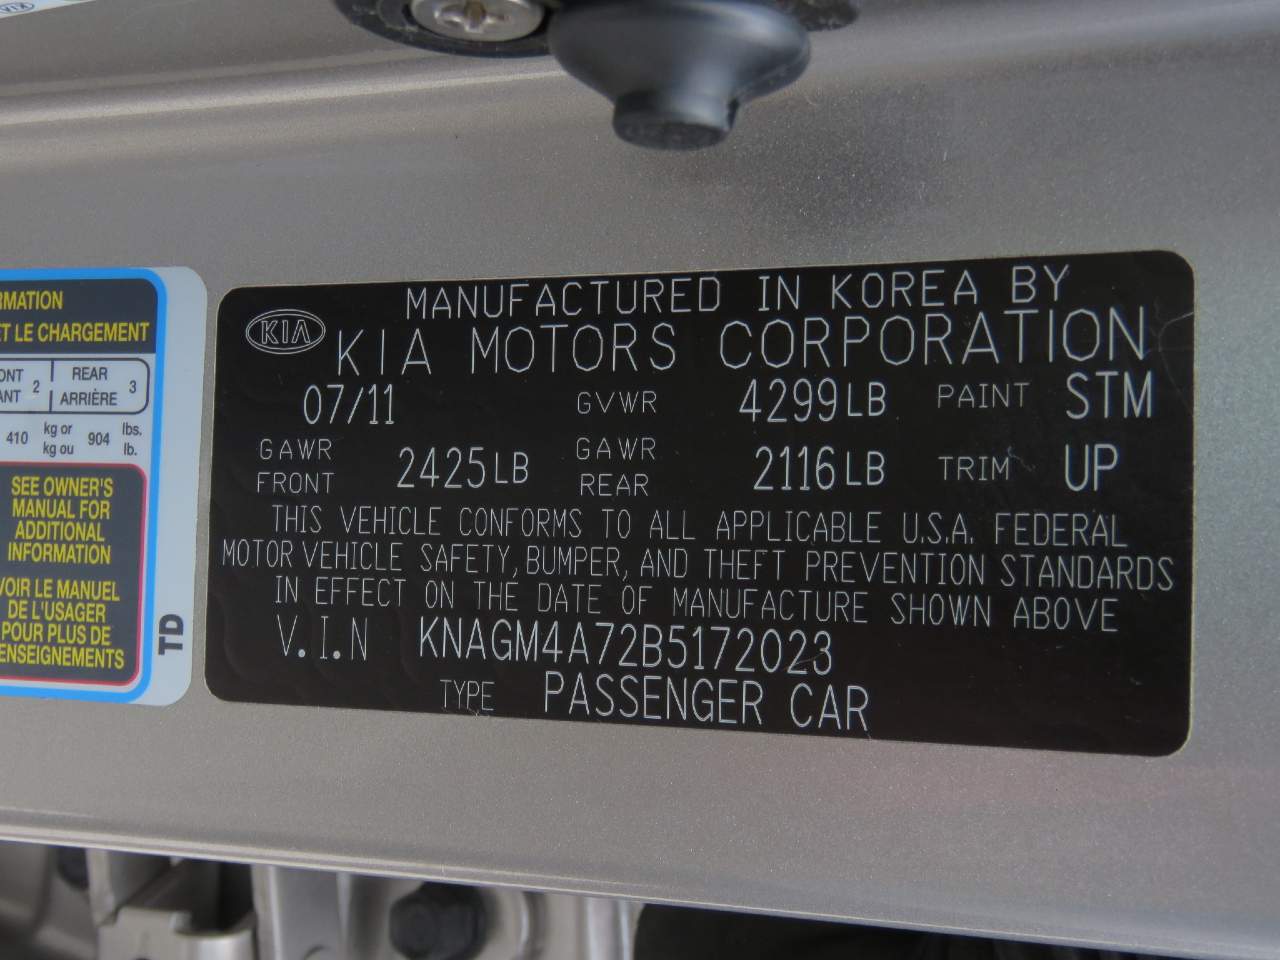 KIA
RMATION
ET LE CHARGEMENT
2 REAR 3
ARRIÈRE
410 kg or 904 lbs.
kg ou lb.
SEE OWNER'S
MANUAL FOR
ADDITIONAL
INFORMATION
VOIR LE MANUEL
DE L'USAGER
POUR PLUS DE
ENSEIGNEMENTS
TD
MANUFACTURED IN KOREA BY
KIA KIA MOTORS CORPORATION
07/11 GVWR 4299LB PAINT STM
GAWR FRONT 2425LB GAWR REAR 2116LB TRIM UP
THIS VEHICLE CONFORMS TO ALL APPLICABLE U.S.A. FEDERAL
MOTOR VEHICLE SAFETY, BUMPER, AND THEFT PREVENTION STANDARDS
IN EFFECT ON THE DATE OF MANUFACTURE SHOWN ABOVE
V.I.N KNAGM4A72B5172023
TYPE PASSENGER CAR